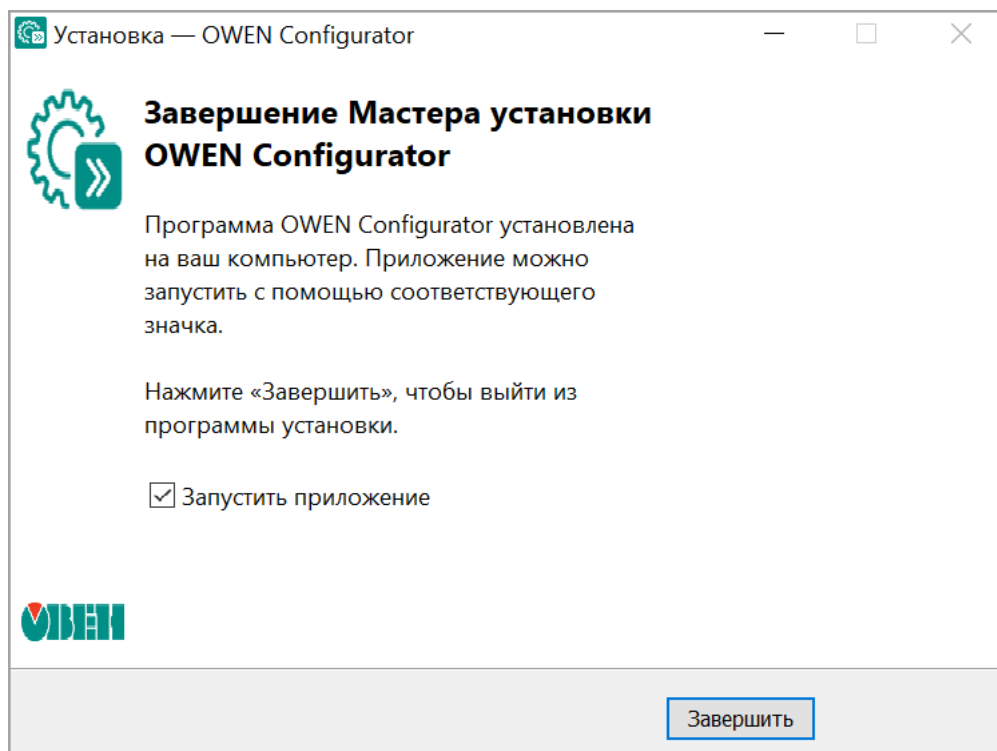 Установка — OWEN Configurator
Завершение Мастера установки
OWEN Configurator
Программа OWEN Configurator установлена
на ваш компьютер. Приложение можно
запустить с помощью соответствующего
значка.
Нажмите «Завершить», чтобы выйти из
программы установки.
Запустить приложение
ОВЕН
Завершить